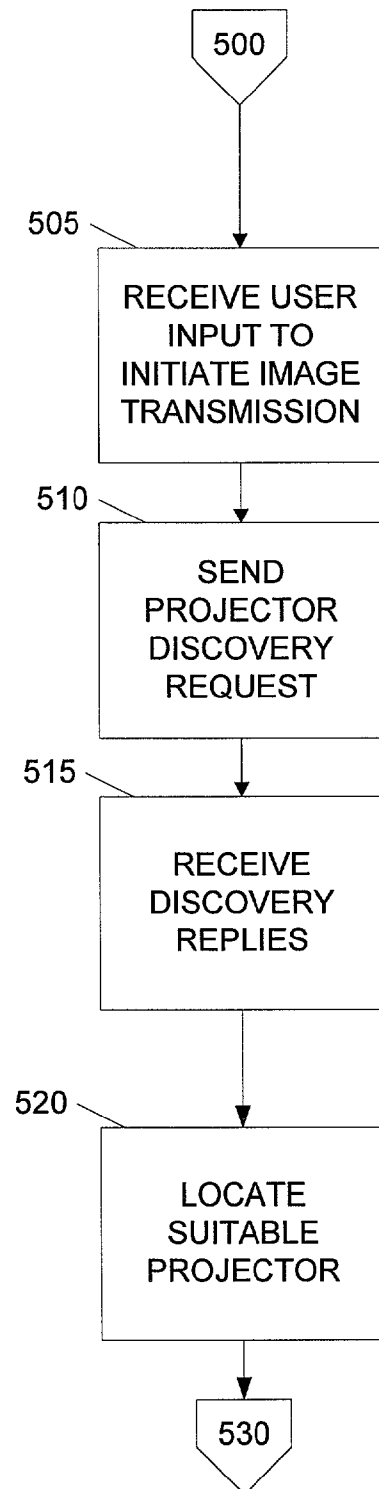 500
505
RECEIVE USER
INPUT TO
INITIATE IMAGE
TRANSMISSION
510
SEND
PROJECTOR
DISCOVERY
REQUEST
515
RECEIVE
DISCOVERY
REPLIES
520
LOCATE
SUITABLE
PROJECTOR
530